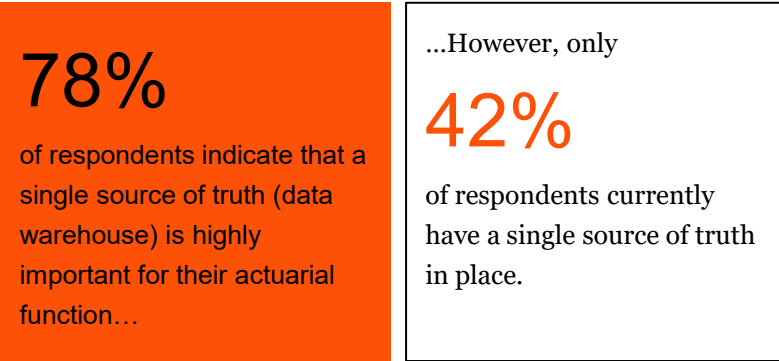 78%
of respondents indicate that a
single source of truth (data
warehouse) is highly
important for their actuarial
function…
…However, only
42%
of respondents currently
have a single source of truth
in place.